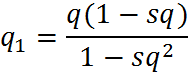 q₁ = q(1 − sq) / 1 − sq²